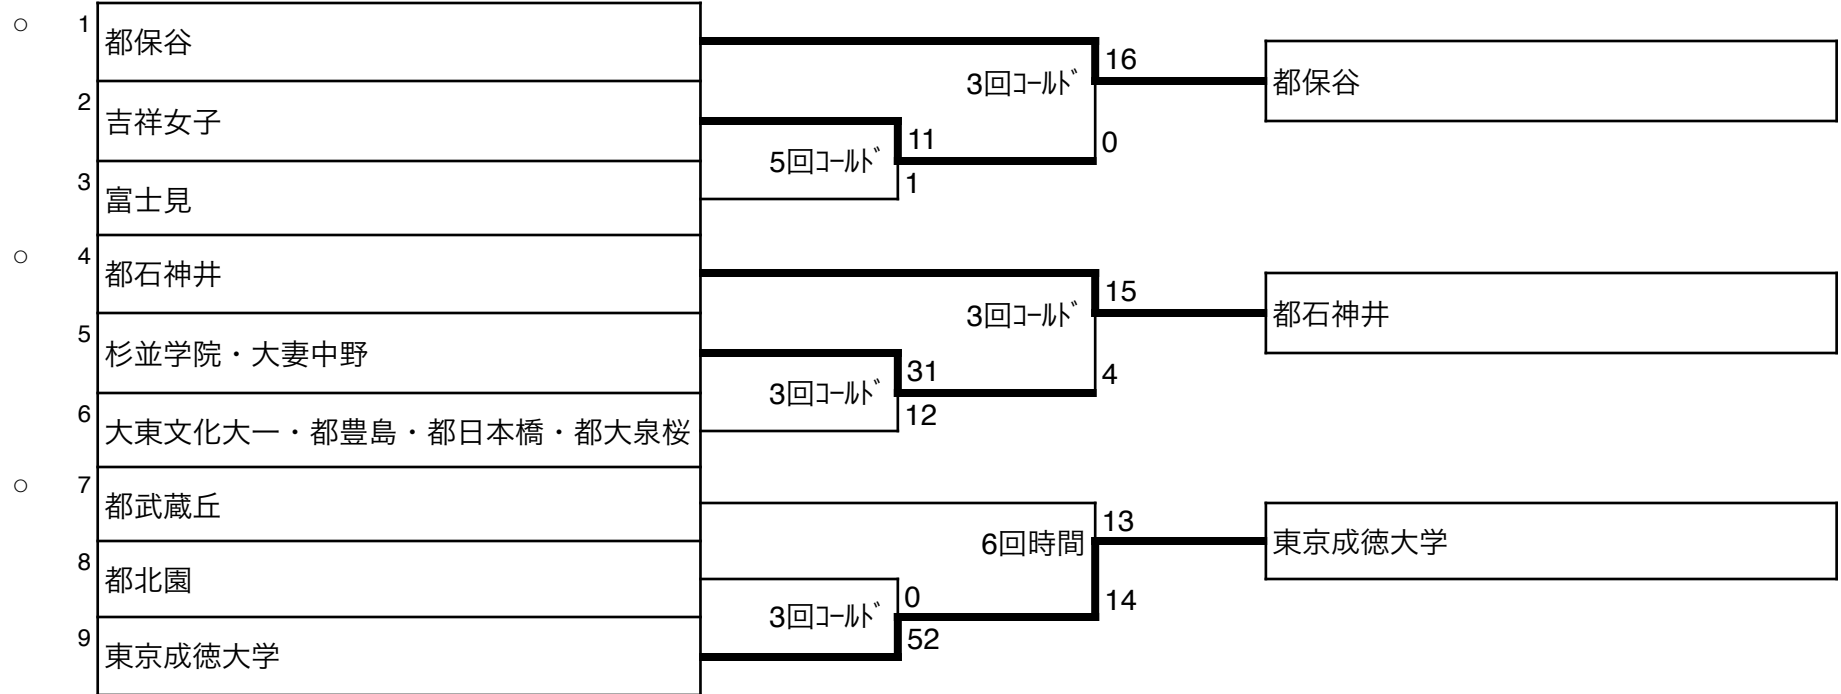 ○ 1 都保谷
16
3回ｺｰﾙﾄﾞ
都保谷
2 吉祥女子
11
0
5回ｺｰﾙﾄﾞ
1
3 富士見
○ 4 都石神井
15
3回ｺｰﾙﾄﾞ
都石神井
5 杉並学院・大妻中野
31
4
3回ｺｰﾙﾄﾞ
12
6 大東文化大一・都豊島・都日本橋・都大泉桜
○ 7 都武蔵丘
13
6回時間
東京成徳大学
8 都北園
0
14
3回ｺｰﾙﾄﾞ
52
9 東京成徳大学